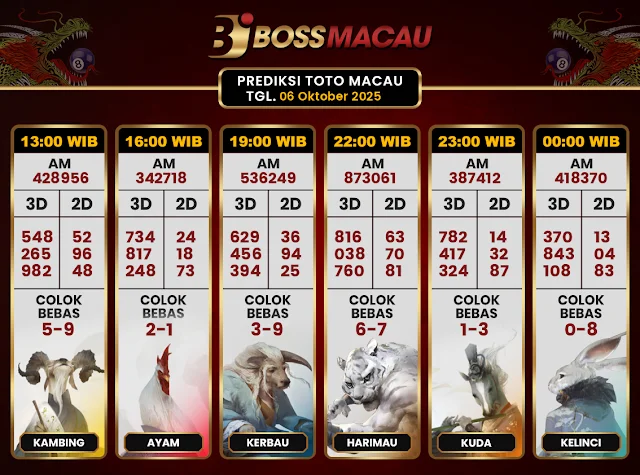 BJ BOSSMACAU
PREDIKSI TOTO MACAU
TGL. 06 Oktober 2025
13:00 WIB
AM
428956
3D 2D
548 52
265 96
982 48
COLOK
BEBAS
5-9
KAMBING
16:00 WIB
AM
342718
3D 2D
734 24
817 18
248 73
COLOK
BEBAS
2-1
AYAM
19:00 WIB
AM
536249
3D 2D
629 36
456 94
394 25
COLOK
BEBAS
3-9
KERBAU
22:00 WIB
AM
873061
3D 2D
816 63
038 70
760 81
COLOK
BEBAS
6-7
HARIMAU
23:00 WIB
AM
387412
3D 2D
782 14
417 32
324 87
COLOK
BEBAS
1-3
KUDA
00:00 WIB
AM
418370
3D 2D
370 13
843 04
108 83
COLOK
BEBAS
0-8
KELINCI
8
8